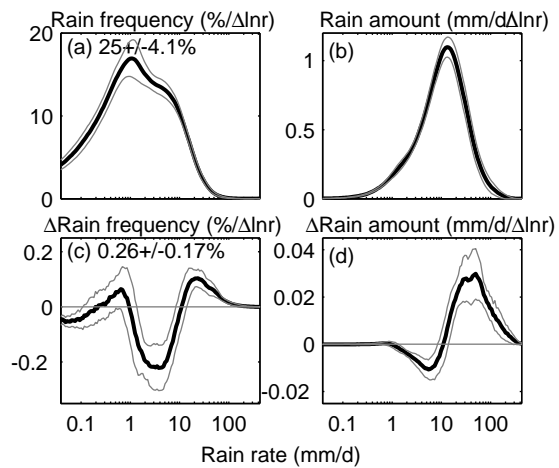 Rain frequency (%/Δlnr)
Rain amount (mm/dΔlnr)
(a) 25+/-4.1%
(b)
20
10
0
1
0.5
0
ΔRain frequency (%/Δlnr)
ΔRain amount (mm/d/Δlnr)
(c) 0.26+/-0.17%
(d)
0.2
0
-0.2
0.04
0.02
0
-0.02
0.1 1 10 100
0.1 1 10 100
Rain rate (mm/d)